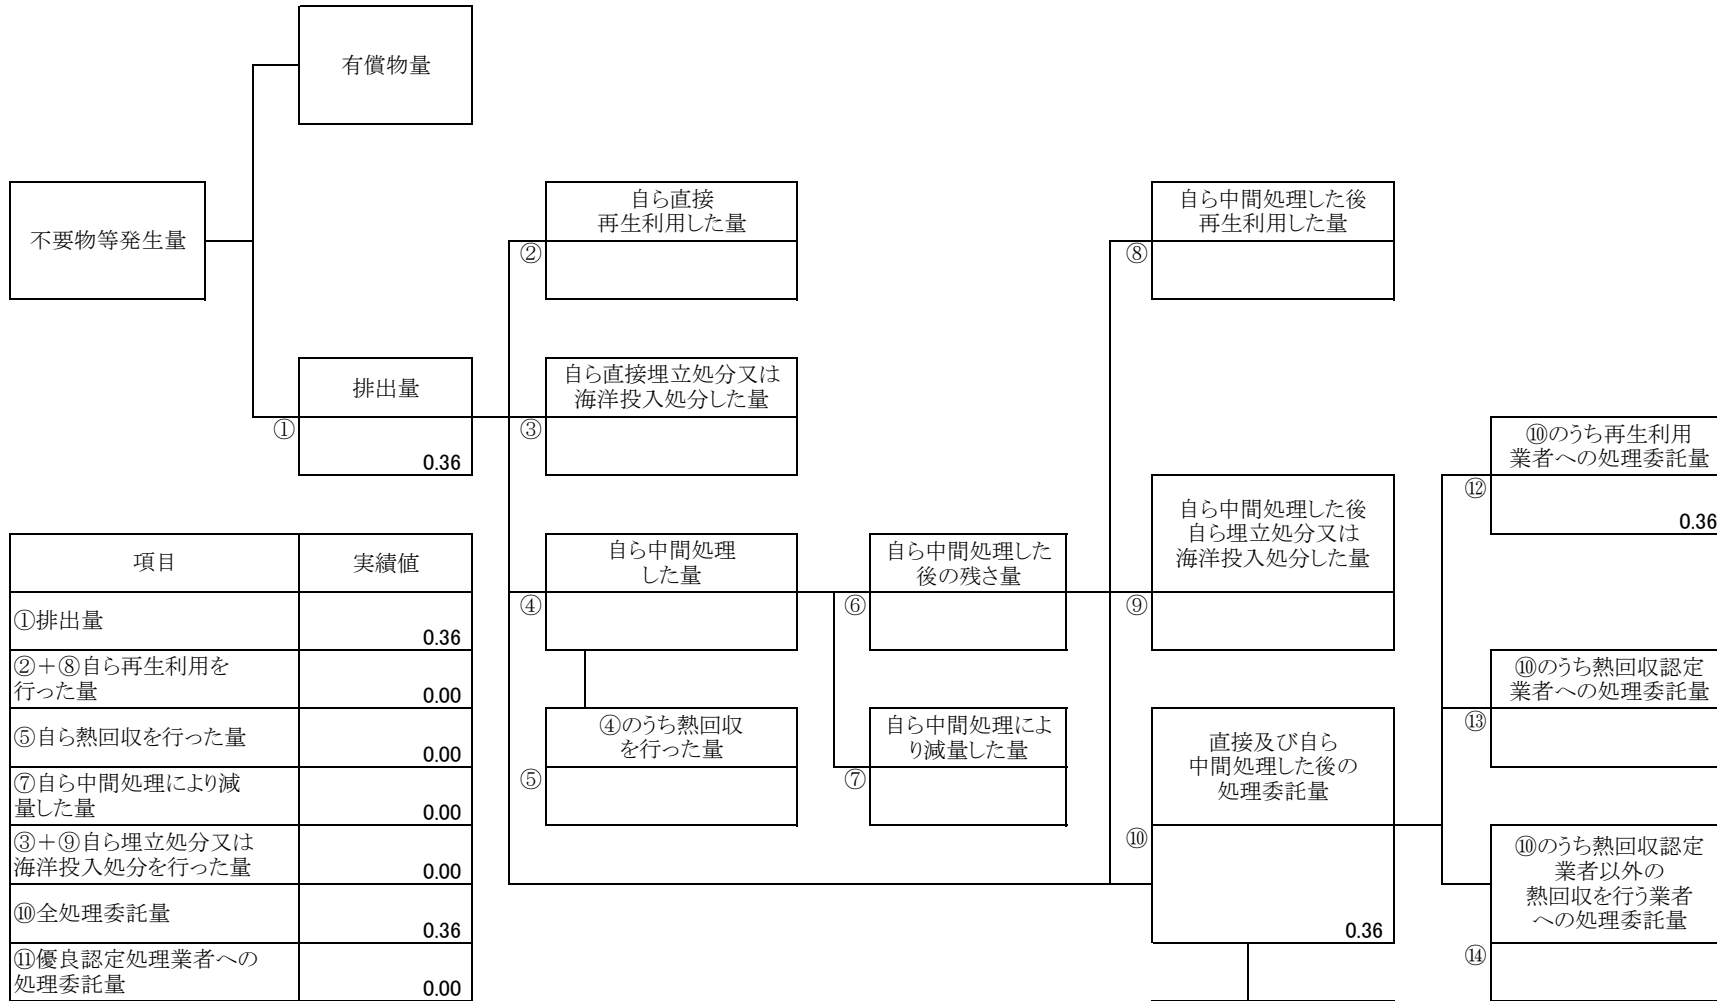 有償物量
不要物等発生量
自ら直接
再生利用した量
②
自ら中間処理した後
再生利用した量
⑧
排出量
①
0.36
自ら直接埋立処分又は
海洋投入処分した量
③
⑩のうち再生利用
業者への処理委託量
⑫
0.36
自ら中間処理した後
自ら埋立処分又は
海洋投入処分した量
⑨
自ら中間処理
した量
④
自ら中間処理した
後の残さ量
⑥
④のうち熱回収
を行った量
⑤
自ら中間処理によ
り減量した量
⑦
直接及び自ら
中間処理した後の
処理委託量
⑩
0.36
⑩のうち熱回収認定
業者への処理委託量
⑬
⑩のうち熱回収認定
業者以外の
熱回収を行う業者
への処理委託量
⑭
項目 実績値
①排出量 0.36
②+⑧自ら再生利用を
行った量 0.00
⑤自ら熱回収を行った量 0.00
⑦自ら中間処理により減
量した量 0.00
③+⑨自ら埋立処分又は
海洋投入処分を行った量 0.00
⑩全処理委託量 0.36
⑪優良認定処理業者への
処理委託量 0.00